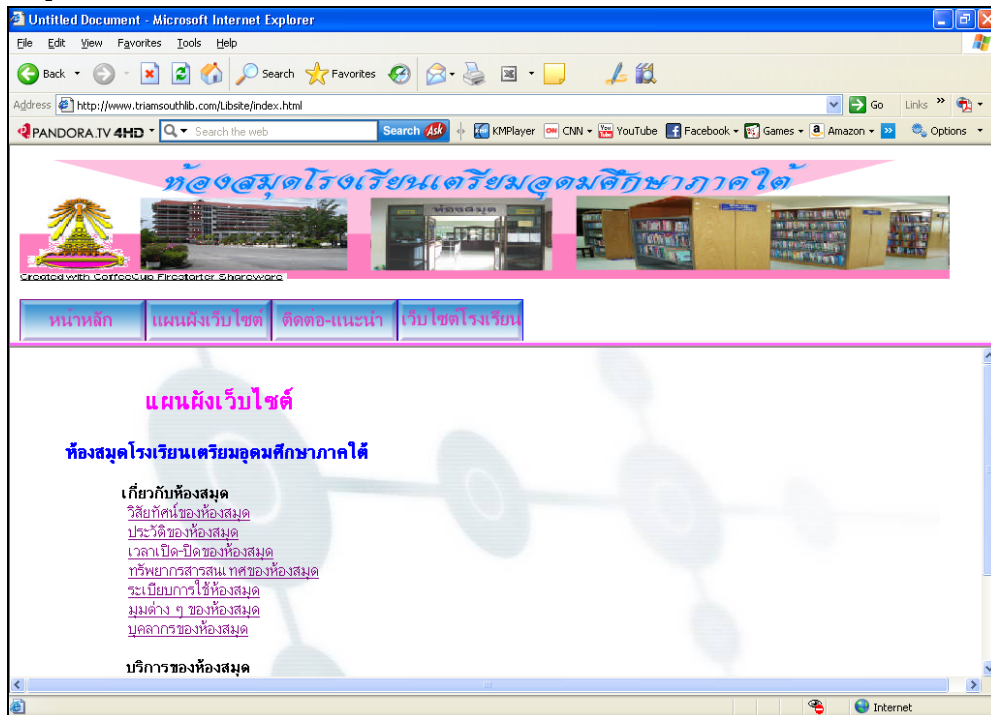 Untitled Document - Microsoft Internet Explorer
File Edit View Favorites Tools Help
Back Search Favorites
Address http://www.triamsouthlib.com/Libsite/index.html Go Links
PANDORA.TV 4HD Search the web Search Ask KMPlayer CNN YouTube Facebook Games Amazon Options
ห้องสมุดโรงเรียนเตรียมอุดมศึกษาภาคใต้
ห้องสมุด
Created with CoffeeCup Firestarter Shareware
หน้าหลัก แผนผังเว็บไซต์ ติดต่อ-แนะนำ เว็บไซต์โรงเรียน
แผนผังเว็บไซต์
ห้องสมุดโรงเรียนเตรียมอุดมศึกษาภาคใต้
เกี่ยวกับห้องสมุด
วิสัยทัศน์ของห้องสมุด
ประวัติของห้องสมุด
เวลาเปิด-ปิดของห้องสมุด
ทรัพยากรสารสนเทศของห้องสมุด
ระเบียบการใช้ห้องสมุด
มุมต่าง ๆ ของห้องสมุด
บุคลากรของห้องสมุด
บริการของห้องสมุด
Internet